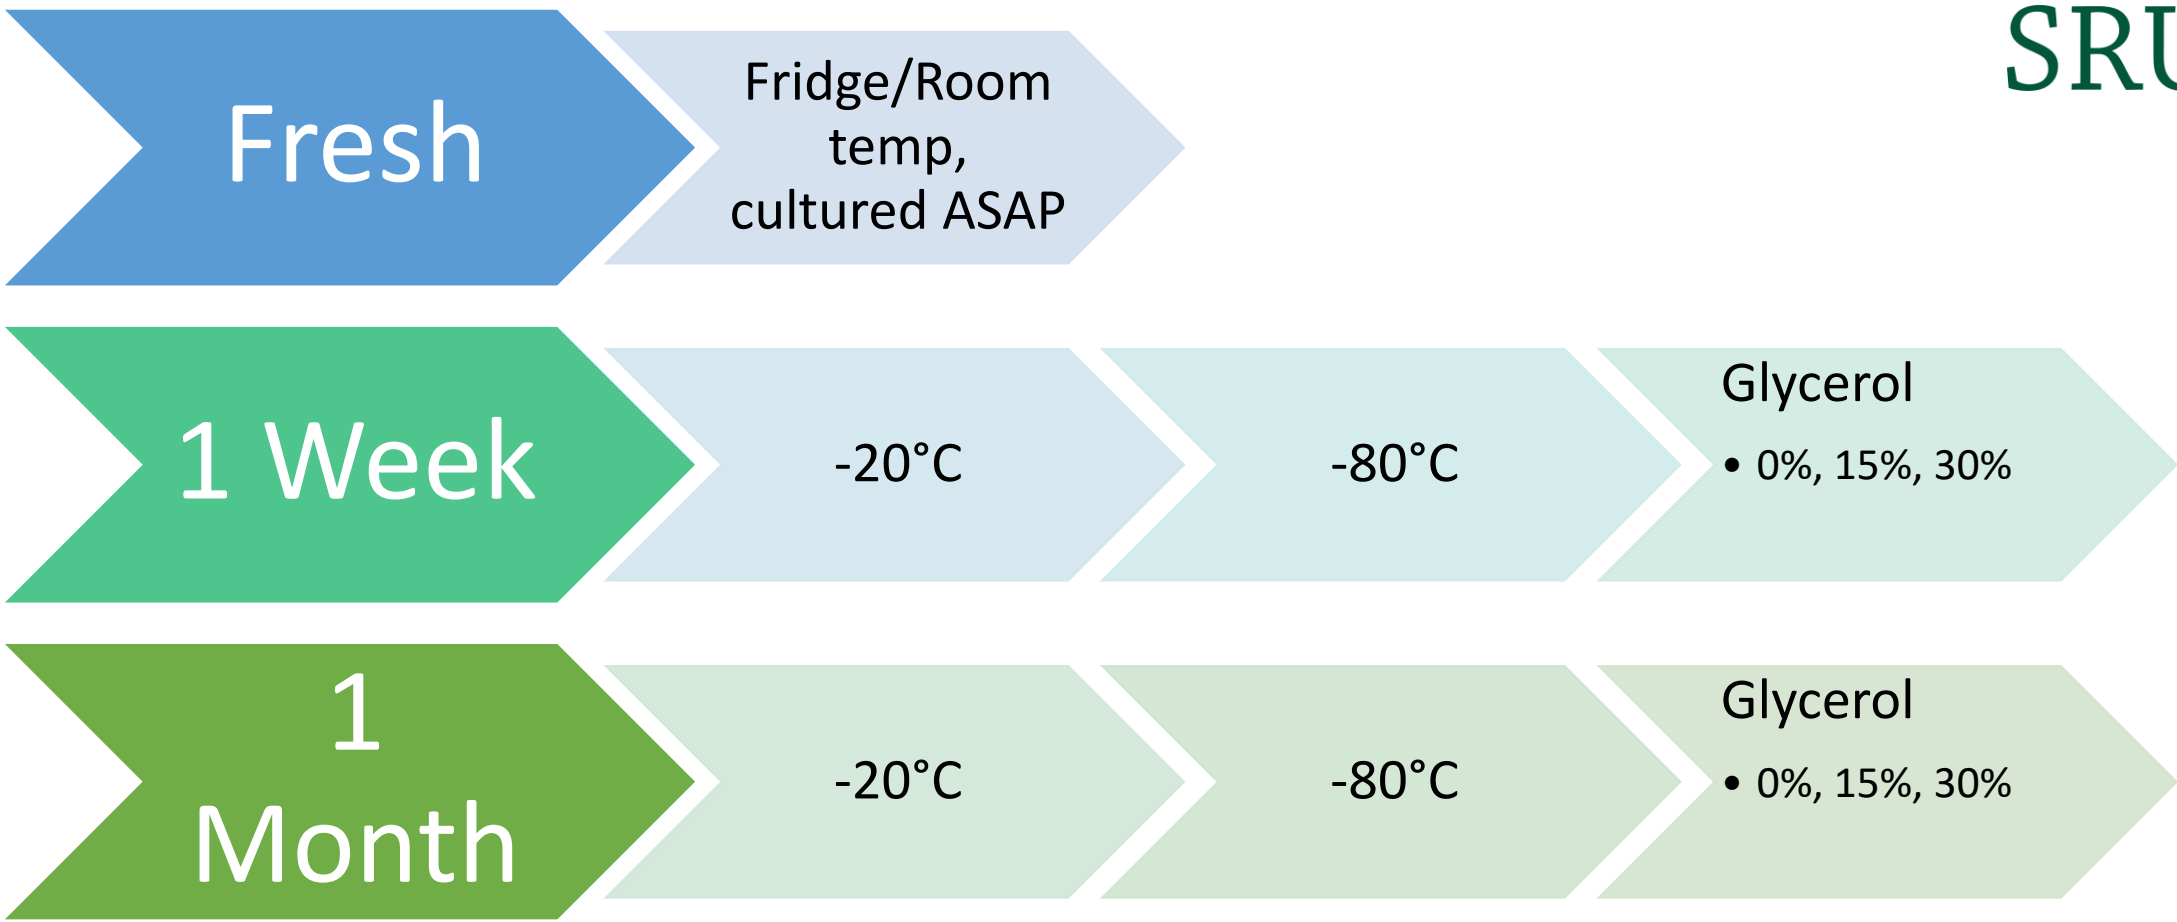 SRU
Fresh
Fridge/Room
temp,
cultured ASAP
1 Week
-20°C
-80°C
Glycerol
• 0%, 15%, 30%
1
Month
-20°C
-80°C
Glycerol
• 0%, 15%, 30%